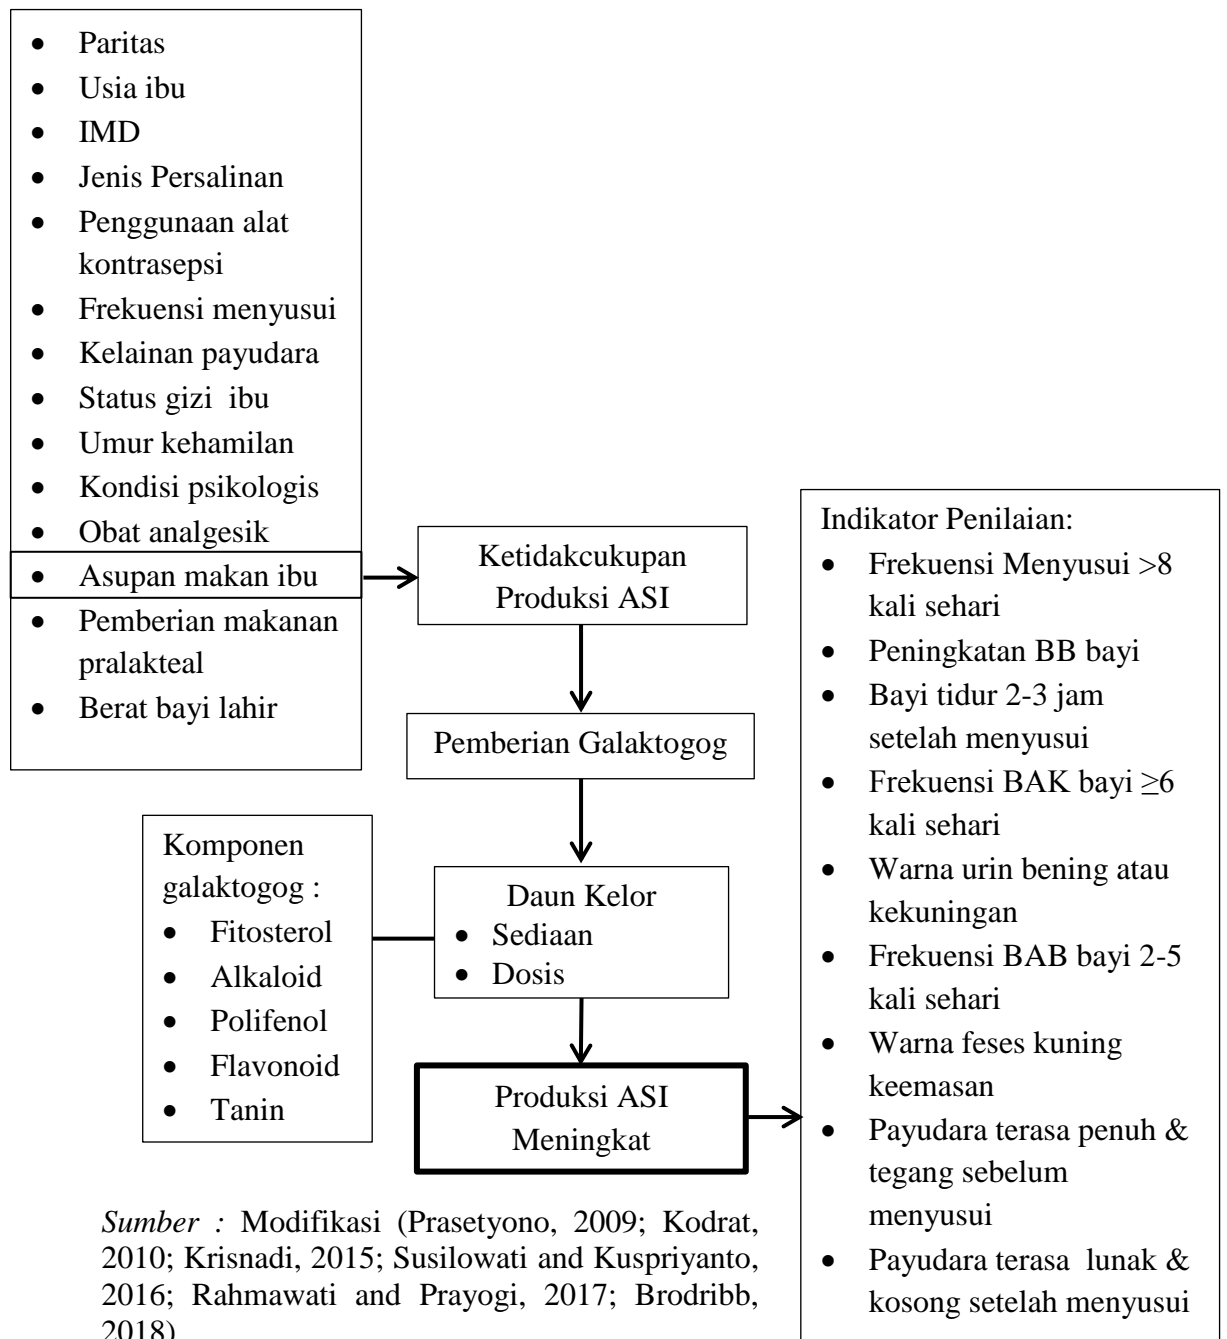 • Paritas
• Usia ibu
• IMD
• Jenis Persalinan
• Penggunaan alat
kontrasepsi
• Frekuensi menyusui
• Kelainan payudara
• Status gizi ibu
• Umur kehamilan
• Kondisi psikologis
• Obat analgesik
• Asupan makan ibu
• Pemberian makanan
pralakteal
• Berat bayi lahir
Ketidakcukupan
Produksi ASI
Pemberian Galaktogog
Komponen
galaktogog :
• Fitosterol
• Alkaloid
• Polifenol
• Flavonoid
• Tanin
Daun Kelor
• Sediaan
• Dosis
Produksi ASI
Meningkat
Indikator Penilaian:
• Frekuensi Menyusui >8
kali sehari
• Peningkatan BB bayi
• Bayi tidur 2-3 jam
setelah menyusui
• Frekuensi BAK bayi ≥6
kali sehari
• Warna urin bening atau
kekuningan
• Frekuensi BAB bayi 2-5
kali sehari
• Warna feses kuning
keemasan
• Payudara terasa penuh &
tegang sebelum
menyusui
• Payudara terasa lunak &
kosong setelah menyusui
Sumber : Modifikasi (Prasetyono, 2009; Kodrat,
2010; Krisnadi, 2015; Susilowati and Kuspriyanto,
2016; Rahmawati and Prayogi, 2017; Brodribb,
2018)